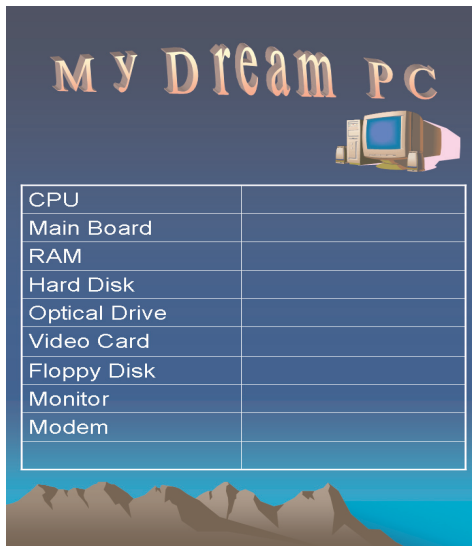 My Dream PC
CPU
Main Board
RAM
Hard Disk
Optical Drive
Video Card
Floppy Disk
Monitor
Modem